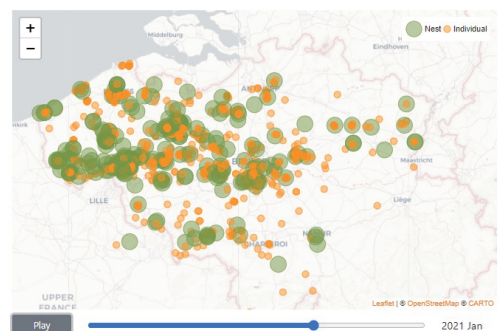 +
−
Nest Individual
Middelburg
Eindhoven
Maastricht
LILLE
Liège
UPPER
FRANCE
Leaflet | © OpenStreetMap © CARTO
Play 2021 Jan